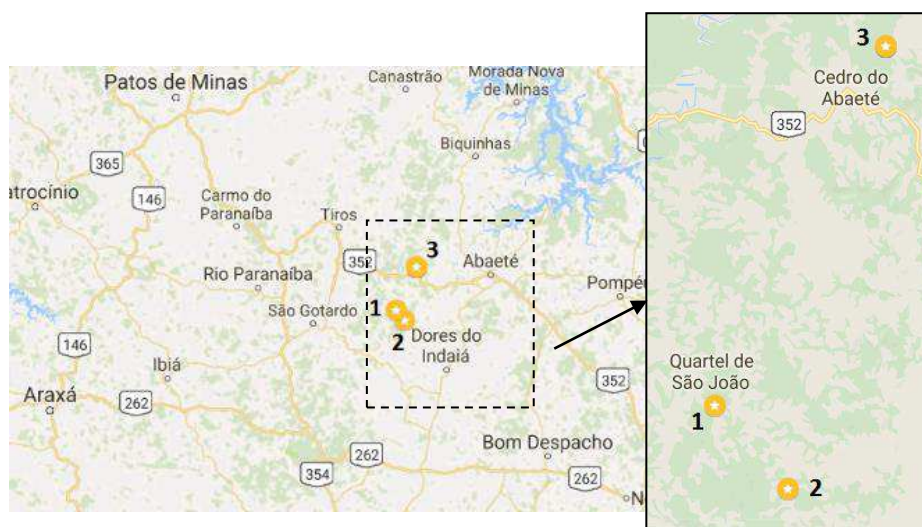 Patos de Minas
Canastrão
Morada Nova
de Minas
Biquinhas
365
146
atrocínio
Carmo do
Paranaíba
Tiros
352
3
Abaeté
Rio Paranaíba
Pompéu
1
São Gotardo
2
Dores do
Indaiá
146
Ibiá
352
Araxá
262
Bom Despacho
262
354
262
3
Cedro do
Abaeté
352
Quartel de
São João
1
2